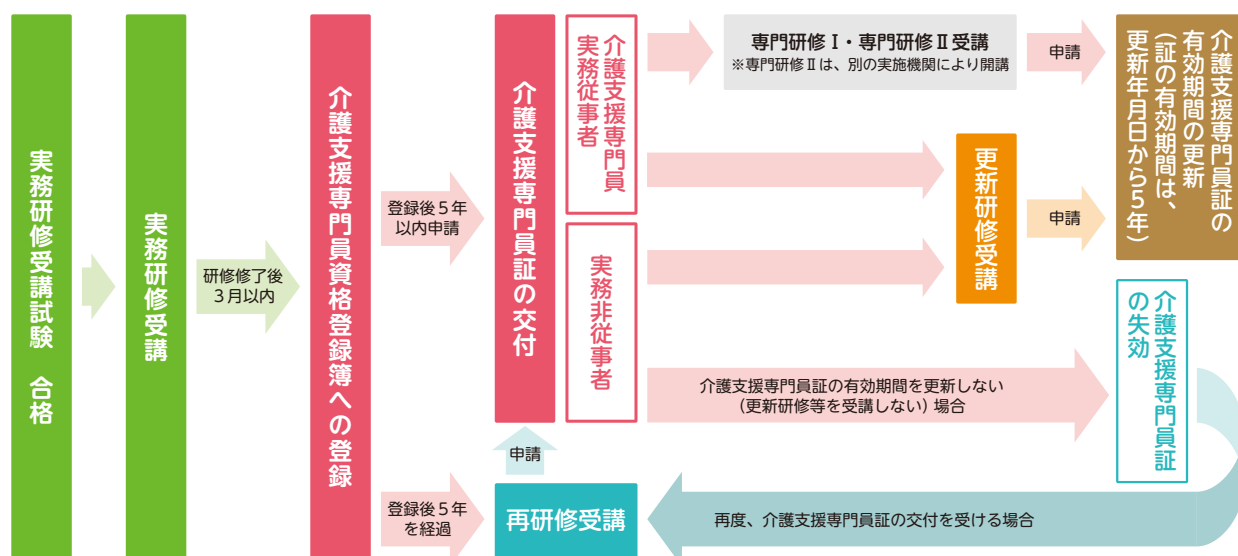 実務研修受講試験　合格
実務研修受講
研修修了後
３月以内
介護支援専門員資格登録簿への登録
登録後５年
以内申請
登録後５年
を経過
介護支援専門員証の交付
申請
再研修受講
介護支援専門員
実務従事者
実務非従事者
専門研修Ⅰ・専門研修Ⅱ受講
※専門研修Ⅱは、別の実施機関により開講
申請
更新研修受講
申請
介護支援専門員証の
有効期間の更新
（証の有効期間は、
更新年月日から５年）
介護支援専門員証の有効期間を更新しない
（更新研修等を受講しない）場合
介護支援専門員証
の失効
再度、介護支援専門員証の交付を受ける場合